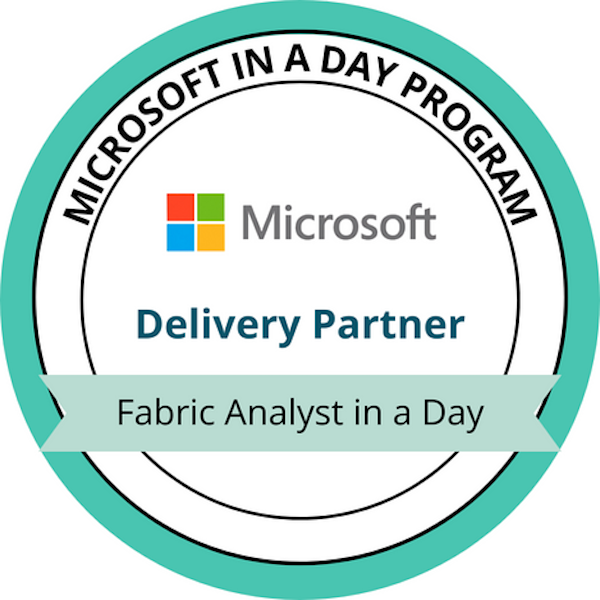 MICROSOFT IN A DAY PROGRAM
Microsoft
Delivery Partner
Fabric Analyst in a Day